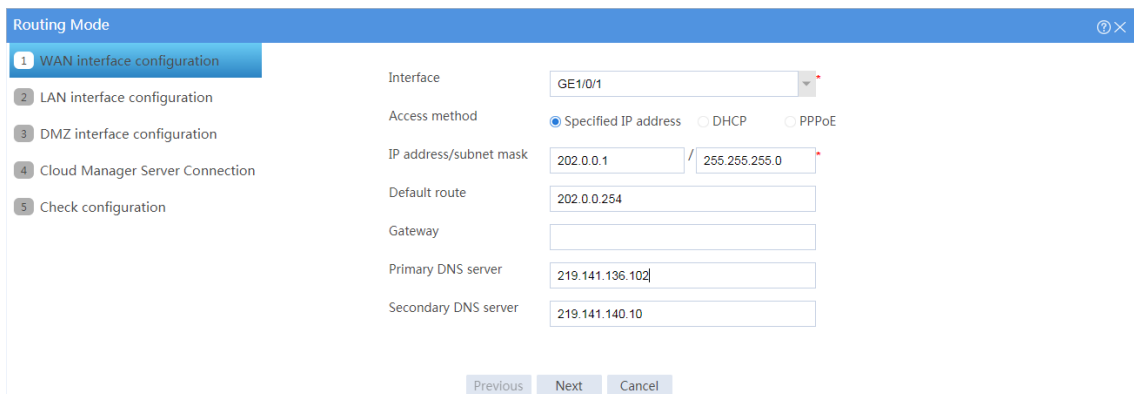 Routing Mode
1 WAN interface configuration
2 LAN interface configuration
3 DMZ interface configuration
4 Cloud Manager Server Connection
5 Check configuration
Interface GE1/0/1 *
Access method Specified IP address DHCP PPPoE
IP address/subnet mask 202.0.0.1 / 255.255.255.0 *
Default route 202.0.0.254
Gateway
Primary DNS server 219.141.136.102
Secondary DNS server 219.141.140.10
Previous Next Cancel